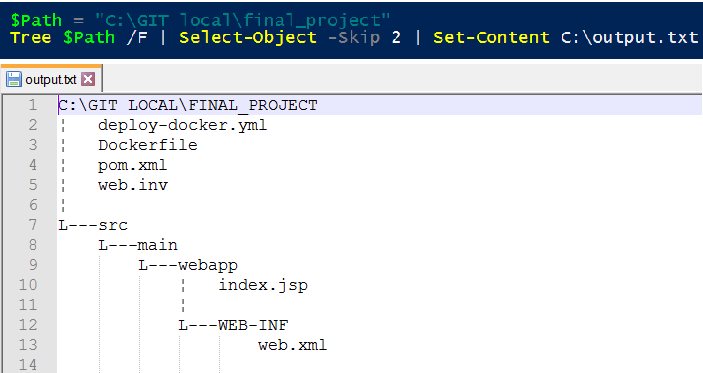 $Path = "C:\GIT local\final_project"
Tree $Path /F | Select-Object -Skip 2 | Set-Content C:\output.txt
output.txt
1 C:\GIT LOCAL\FINAL_PROJECT
2 ¦   deploy-docker.yml
3 ¦   Dockerfile
4 ¦   pom.xml
5 ¦   web.inv
6 ¦
7 L---src
8     L---main
9         L---webapp
10             ¦   index.jsp
11             ¦
12             L---WEB-INF
13                     web.xml
14